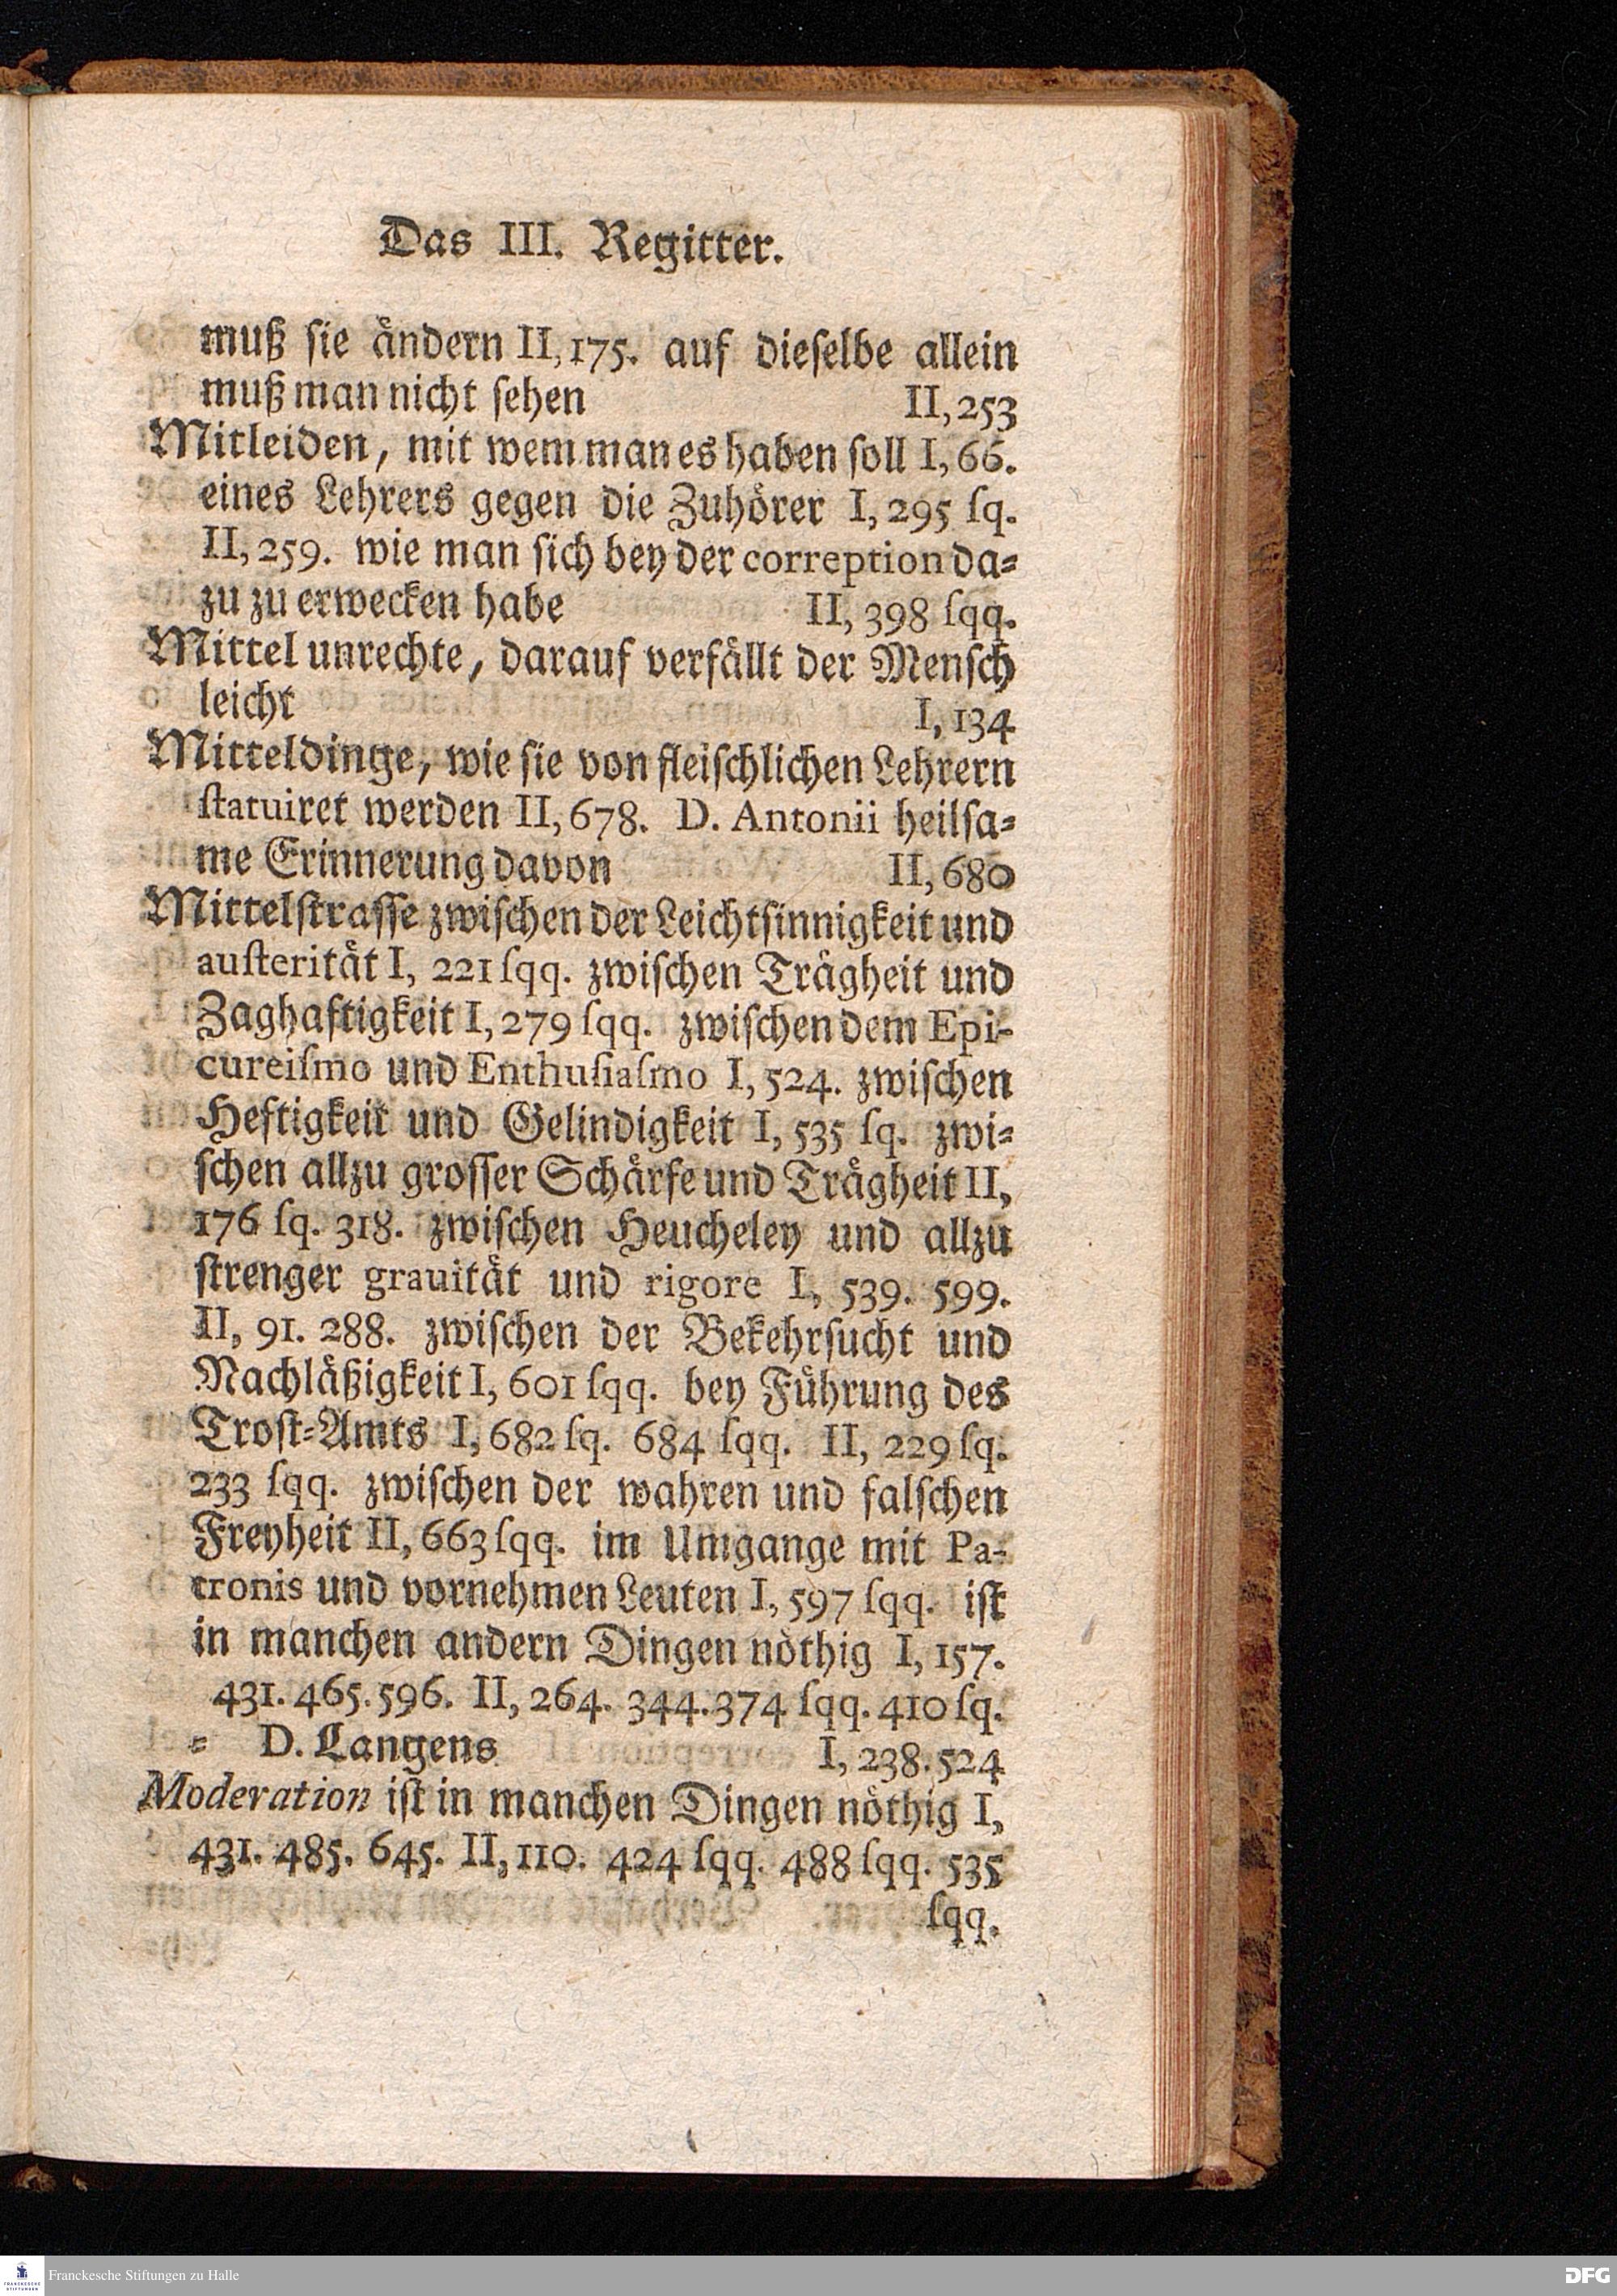 Das III. Regitter.
muß sie ändern II, 175. auf dieselbe allein
muß man nicht sehen II, 253
Mitleiden, mit wem man es haben soll I, 66.
eines Lehrers gegen die Zuhörer I, 295 sq.
II, 259. wie man sich bey der correption da-
zu zu erwecken habe II, 398 sqq.
Mittel unrechte, darauf verfällt der Mensch
leicht I, 134
Mitteldinge, wie sie von fleischlichen Lehrern
statuiret werden II, 678. D. Antonii heilsa-
me Erinnerung davon II, 680
Mittelstrasse zwischen der Leichtsinnigkeit und
austerität I, 221 sqq. zwischen Trägheit und
Zaghaftigkeit I, 279 sqq. zwischen dem Epi-
cureismo und Enthusiasmo I, 524. zwischen
Heftigkeit und Gelindigkeit I, 535 sq. zwi-
schen allzu grosser Schärfe und Trägheit II,
176 sq. 318. zwischen Heucheley und allzu
strenger grauität und rigore I, 539. 599.
II, 91. 288. zwischen der Bekehrsucht und
Nachläßigkeit I, 601 sqq. bey Führung des
Trost-Amts I, 682 sq. 684 sqq. II, 229 sq.
233 sqq. zwischen der wahren und falschen
Freyheit II, 663 sqq. im Umgange mit Pa-
tronis und vornehmen Leuten I, 597 sqq. ist
in manchen andern Dingen nöthig I, 157.
431. 465. 596. II, 264. 344. 374 sqq. 410 sq.
- D. Langens I, 238. 524
Moderation ist in manchen Dingen nöthig I,
431. 485. 645. II, 110. 424 sqq. 488 sqq. 535
sqq.
Franckesche Stiftungen zu Halle
DFG